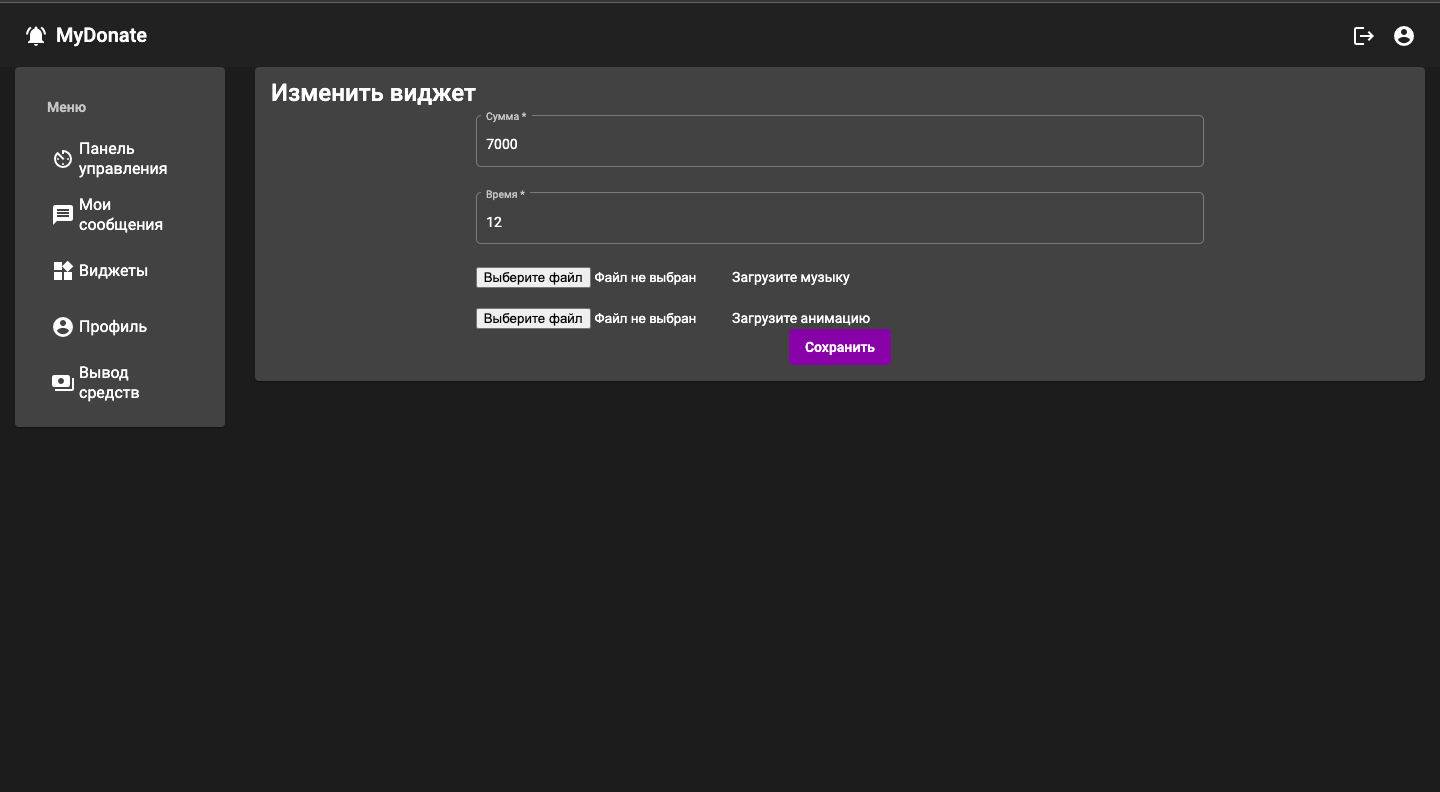 MyDonate
Меню
Панель
управления
Мои
сообщения
Виджеты
Профиль
Вывод
средств
Изменить виджет
Сумма *
7000
Время *
12
Выберите файл Файл не выбран Загрузите музыку
Выберите файл Файл не выбран Загрузите анимацию
Сохранить